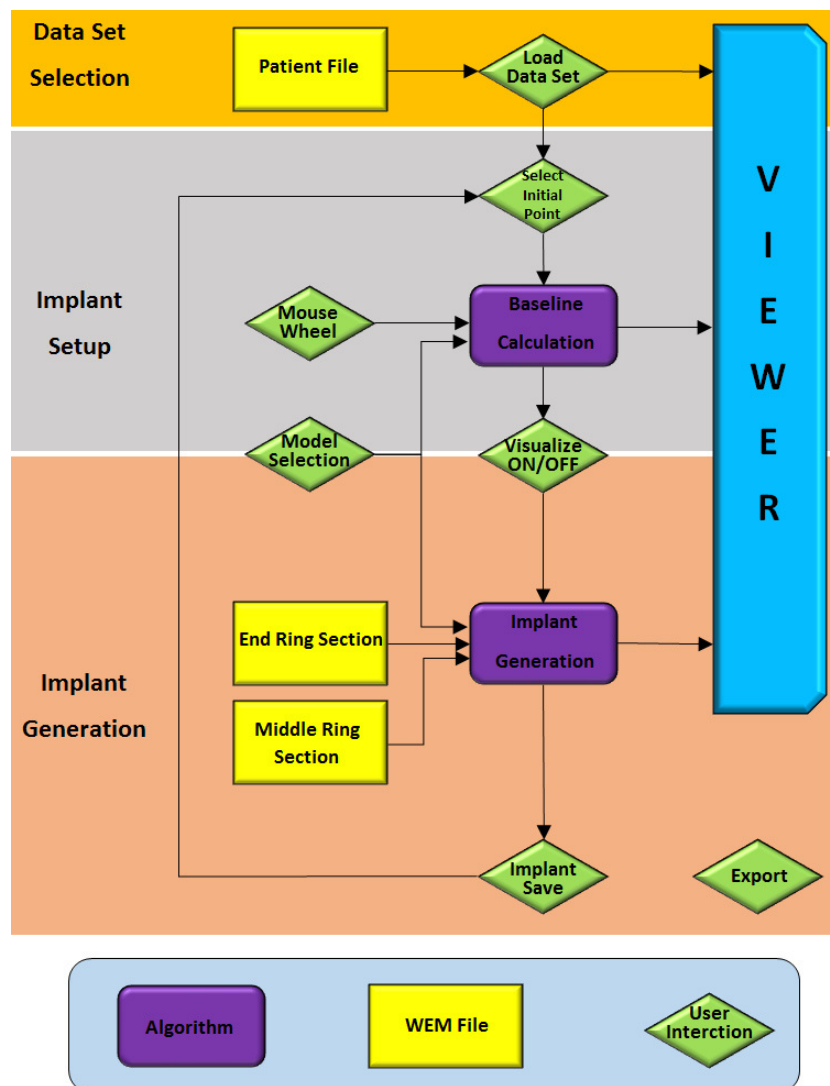 Data Set
Selection
Patient File
Load
Data Set
Select
Initial
Point
Implant
Setup
Mouse
Wheel
Baseline
Calculation
Model
Selection
Visualize
ON/OFF
V
I
E
W
E
R
End Ring Section
Implant
Generation
Implant
Generation
Middle Ring
Section
Implant
Save
Export
Algorithm
WEM File
User
Interction